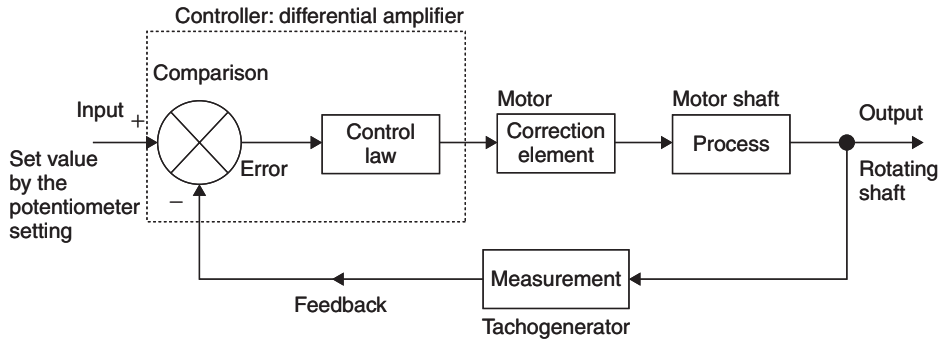 Controller: differential amplifier
Comparison
Input
+
Set value
by the
potentiometer
setting
−
Error
Control
law
Motor
Correction
element
Motor shaft
Process
Output
Rotating
shaft
Measurement
Feedback
Tachogenerator